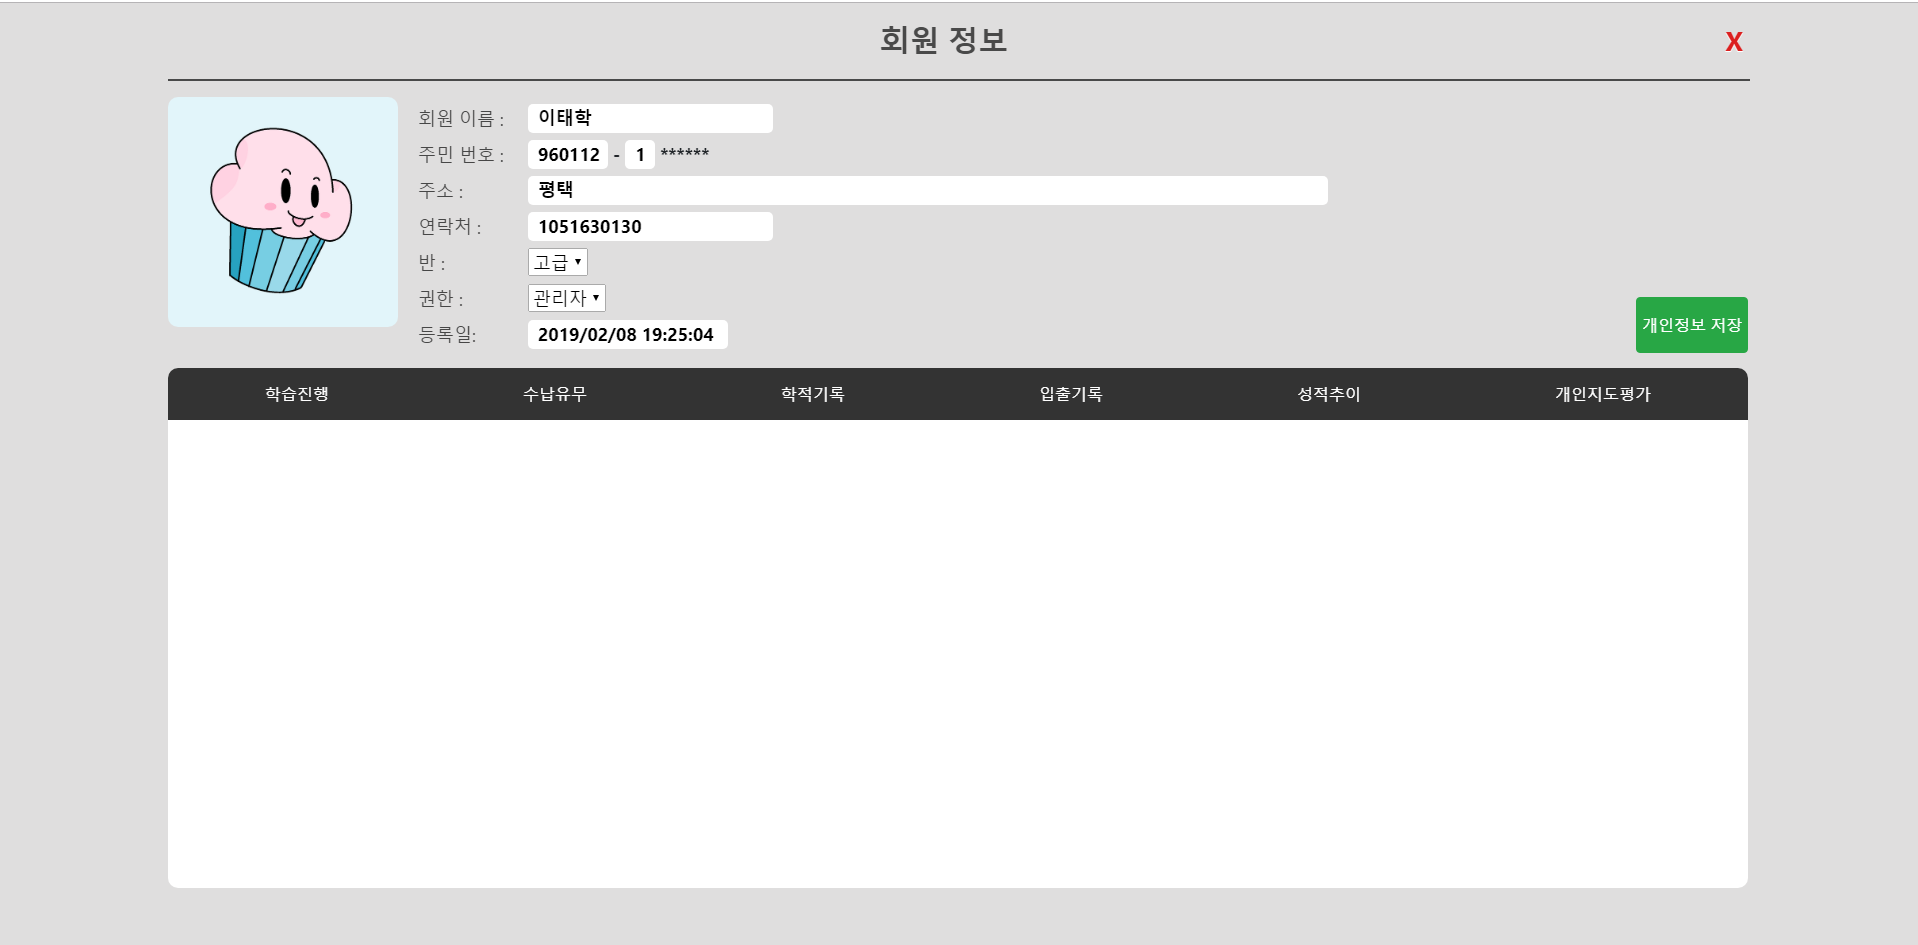 회원 정보 X
회원 이름 : 이태학
주민 번호 : 960112 - 1 ******
주소 : 평택
연락처 : 1051630130
반 : 고급
권한 : 관리자
등록일: 2019/02/08 19:25:04
개인정보 저장
학습진행 수납유무 학적기록 입출기록 성적추이 개인지도평가